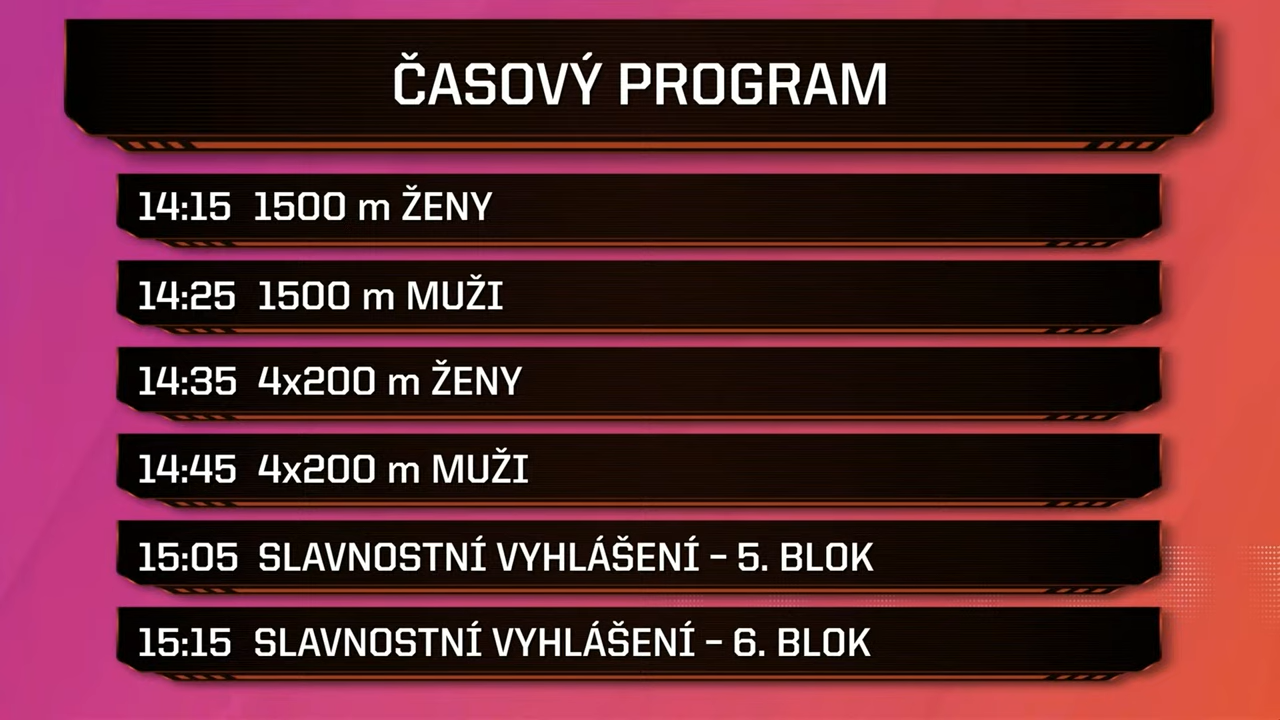 ČASOVÝ PROGRAM
14:15 1500 m ŽENY
14:25 1500 m MUŽI
14:35 4x200 m ŽENY
14:45 4x200 m MUŽI
15:05 SLAVNOSTNÍ VYHLÁŠENÍ – 5. BLOK
15:15 SLAVNOSTNÍ VYHLÁŠENÍ – 6. BLOK